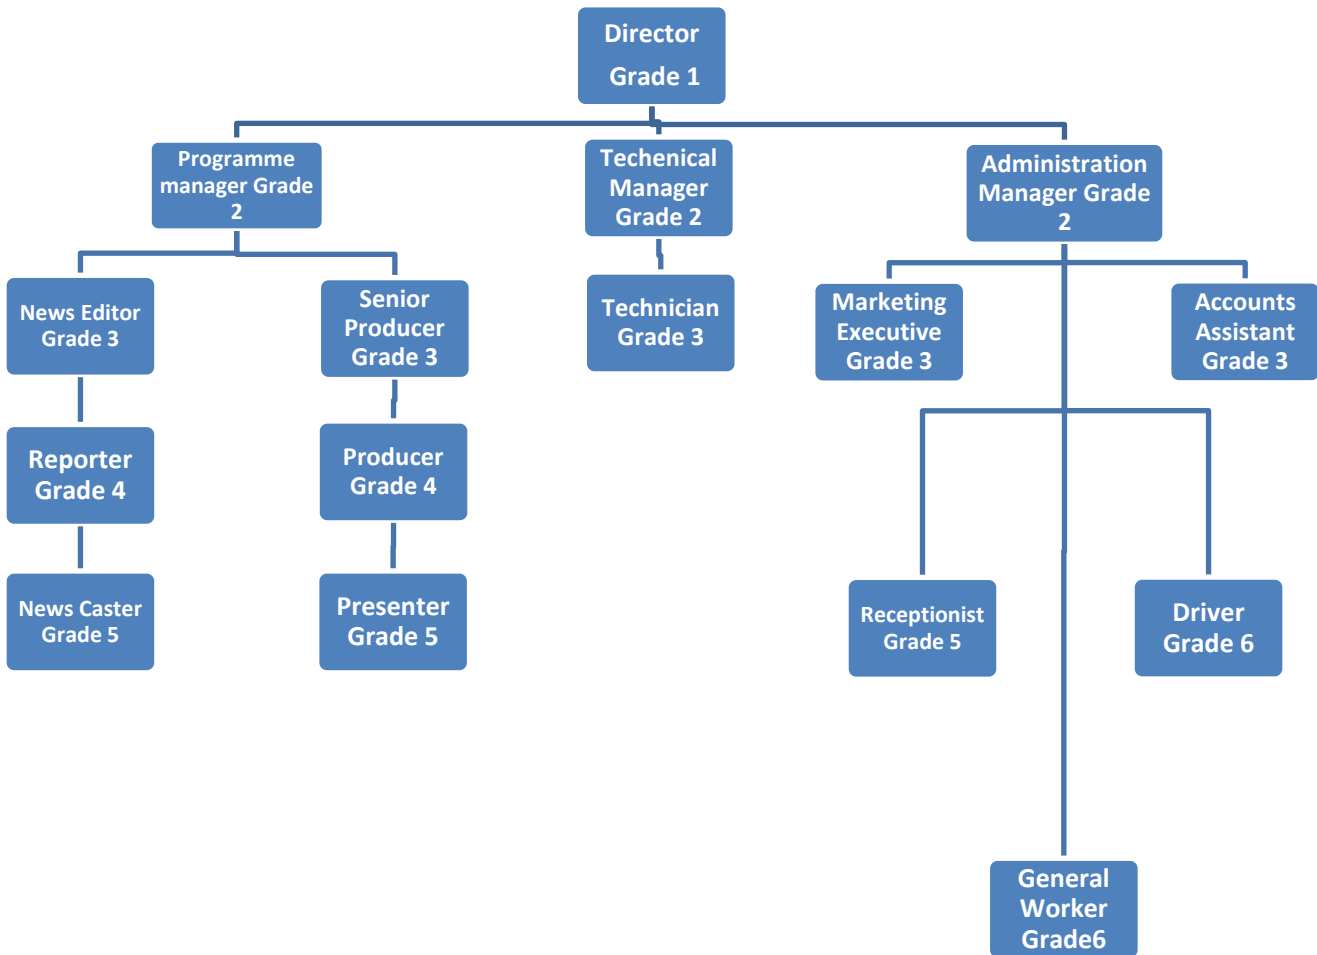 Director
Grade 1
Programme
manager Grade
2
Techenical
Manager
Grade 2
Administration
Manager Grade
2
News Editor
Grade 3
Senior
Producer
Grade 3
Technician
Grade 3
Marketing
Executive
Grade 3
Accounts
Assistant
Grade 3
Reporter
Grade 4
Producer
Grade 4
News Caster
Grade 5
Presenter
Grade 5
Receptionist
Grade 5
Driver
Grade 6
General
Worker
Grade6